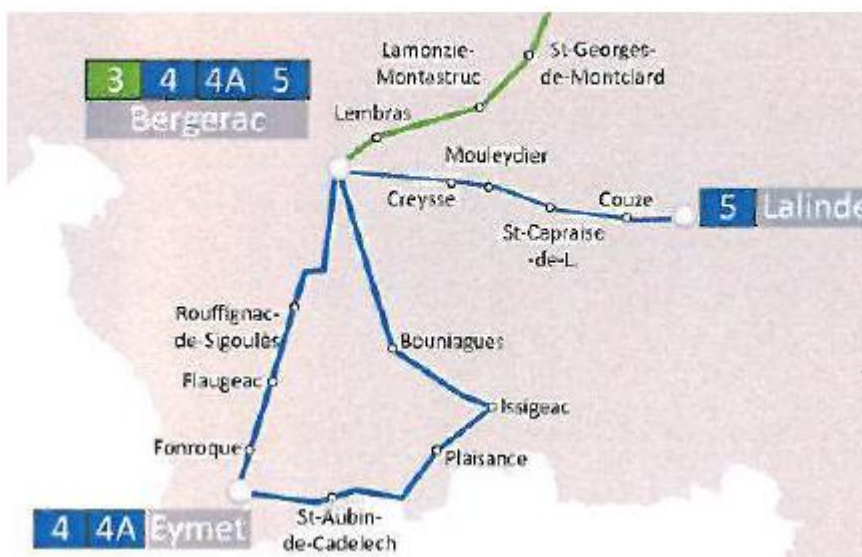 3 4 4A 5
Bergerac
Lamonzie-
Montastruc
St-Georges-
de-Montclard
Lembras
Mouleydier
Creysse
Couze
St-Capraise
-de-L.
5 Lalinde
Rouffignac-
de-Sigoulès
Bouniagues
Flaugeac
Issigeac
Fonroque
Plaisance
4 4A Eymet
St-Aubin-
de-Cadelech